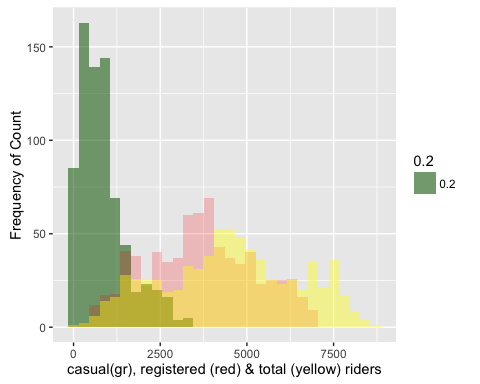 150
100
50
0
Frequency of Count
0 2500 5000 7500
casual(gr), registered (red) & total (yellow) riders
0.2
0.2